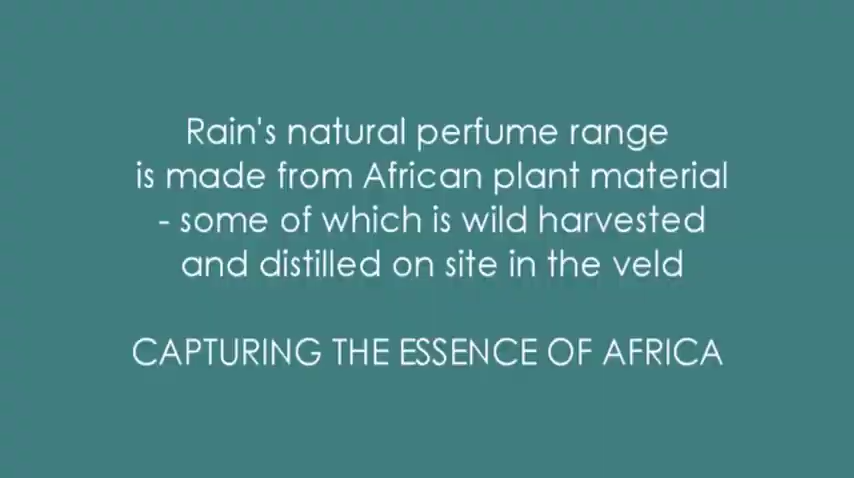 Rain's natural perfume range
is made from African plant material
- some of which is wild harvested
and distilled on site in the veld
CAPTURING THE ESSENCE OF AFRICA